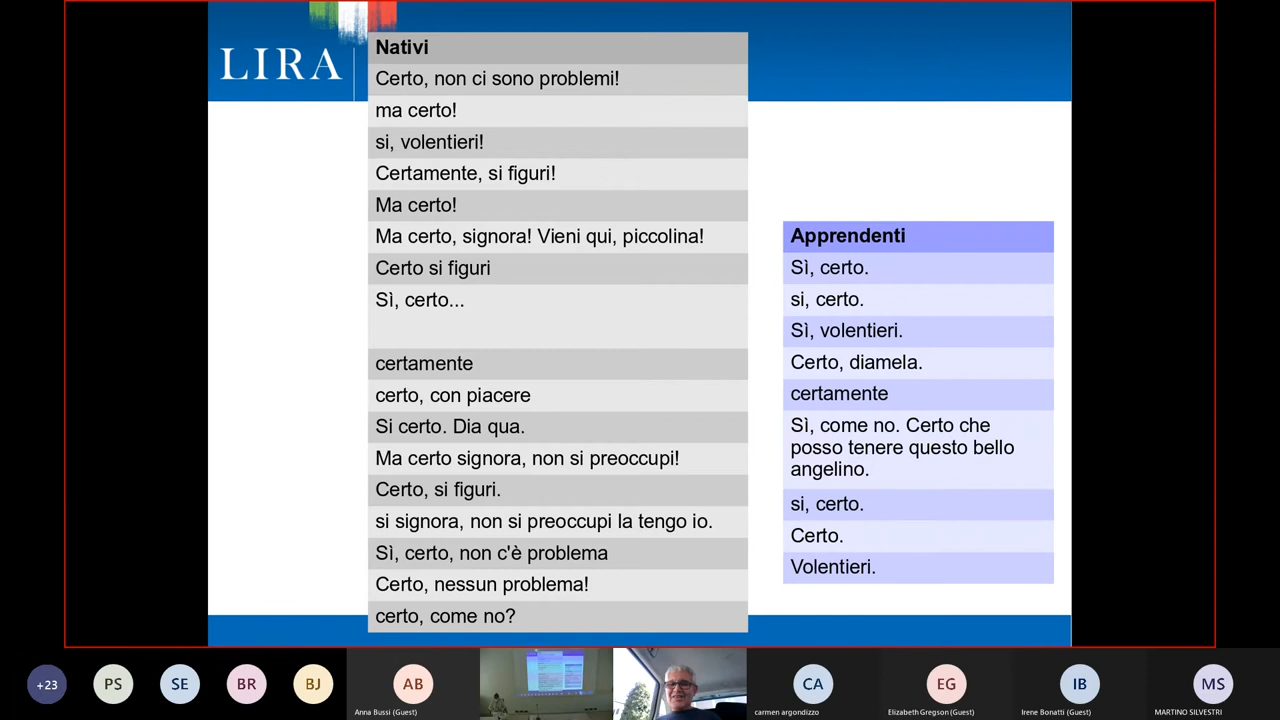 LIRA
Nativi
Certo, non ci sono problemi!
ma certo!
si, volentieri!
Certamente, si figuri!
Ma certo!
Ma certo, signora! Vieni qui, piccolina!
Certo si figuri
Sì, certo...
certamente
certo, con piacere
Si certo. Dia qua.
Ma certo signora, non si preoccupi!
Certo, si figuri.
si signora, non si preoccupi la tengo io.
Sì, certo, non c'è problema
Certo, nessun problema!
certo, come no?
Apprendenti
Sì, certo.
si, certo.
Sì, volentieri.
Certo, diamela.
certamente
Sì, come no. Certo che
posso tenere questo bello
angelino.
si, certo.
Certo.
Volentieri.
+23
PS
SE
BR
BJ
AB
Anna Bussi (Guest)
CA
carmen argondizzo
EG
Elizabeth Gregson (Guest)
IB
Irene Bonatti (Guest)
MS
MARTINO SILVESTRI